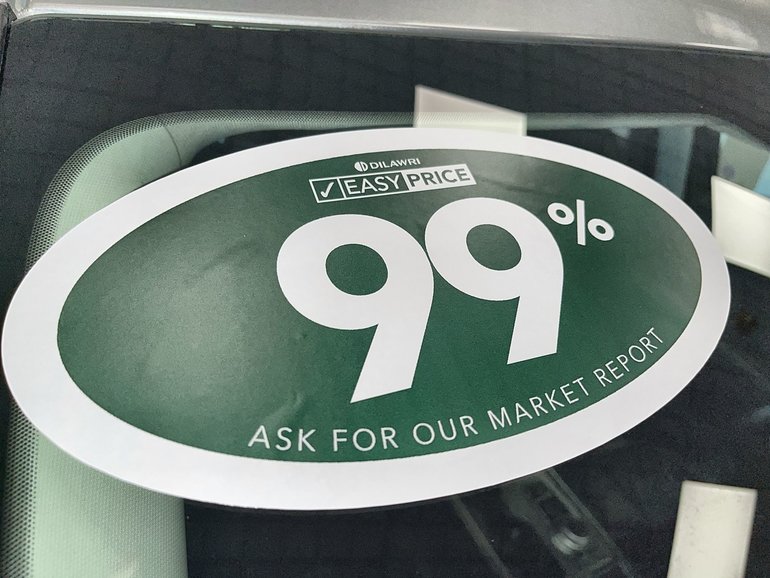 DILAWRI
✓ EASY PRICE
99%
ASK FOR OUR MARKET REPORT